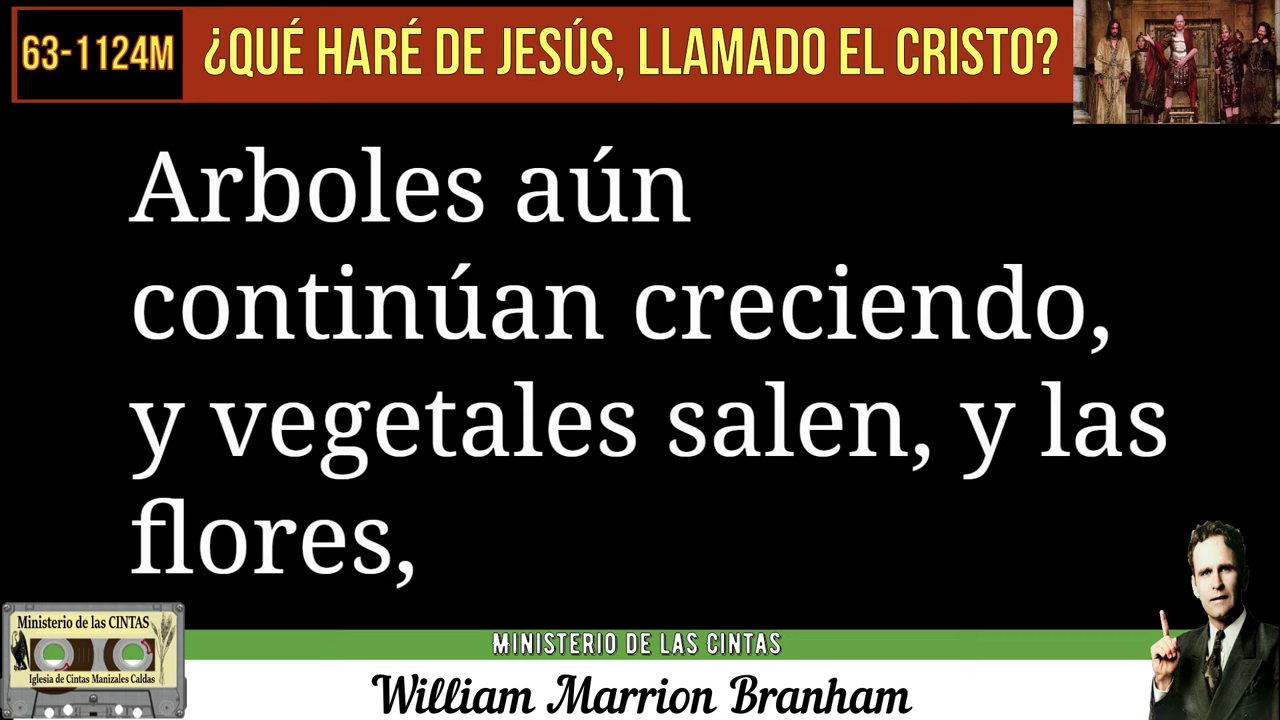 63-1124M ¿QUÉ HARÉ DE JESÚS, LLAMADO EL CRISTO?
Arboles aún
continúan creciendo,
y vegetales salen, y las
flores,
Ministerio de las CINTAS
Iglesia de Cintas Manizales Caldas
MINISTERIO DE LAS CINTAS
William Marrion Branham